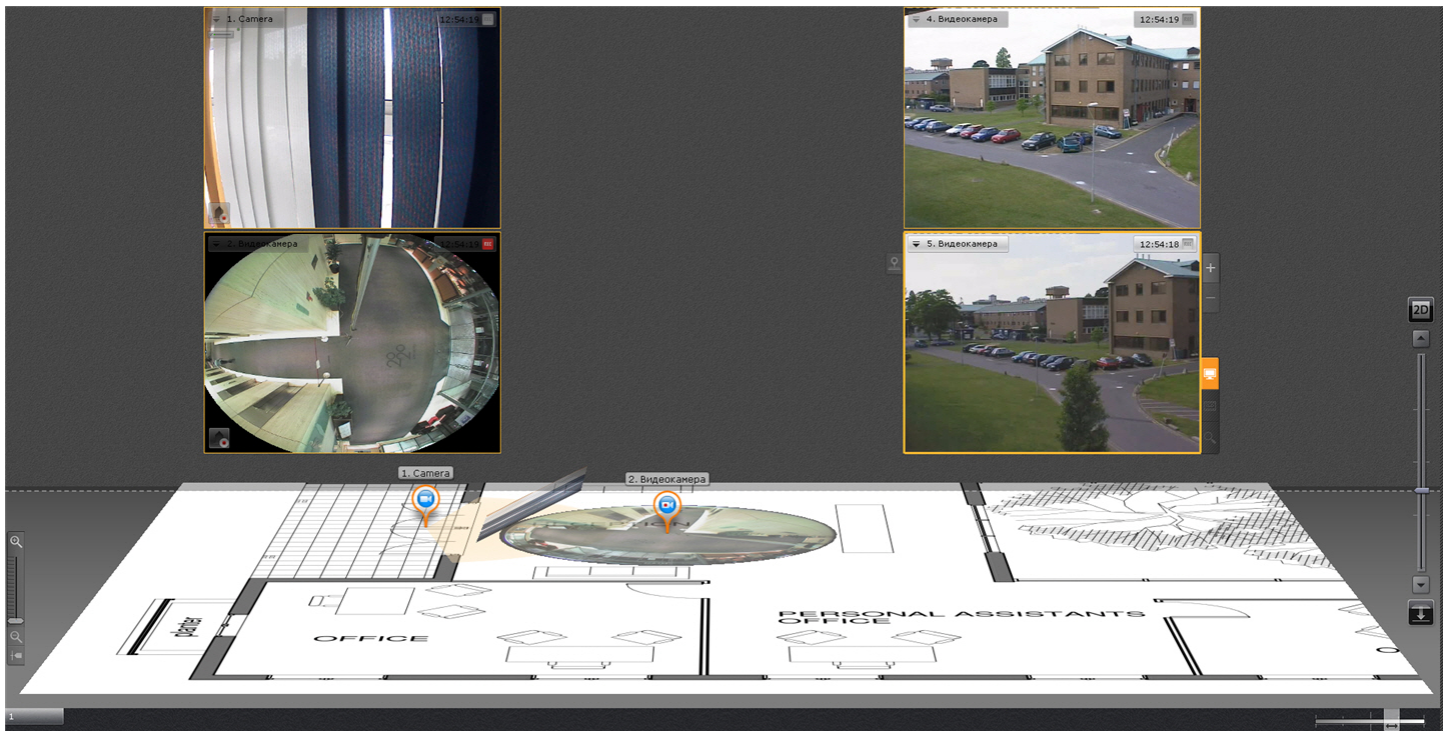 1. Camera
12:54:19
4. Видеокамера
12:54:19
2. Видеокамера
12:54:19
5. Видеокамера
12:54:18
2D
1. Camera
2. Видеокамера
planter
OFFICE
PERSONAL ASSISTANTS
OFFICE
1